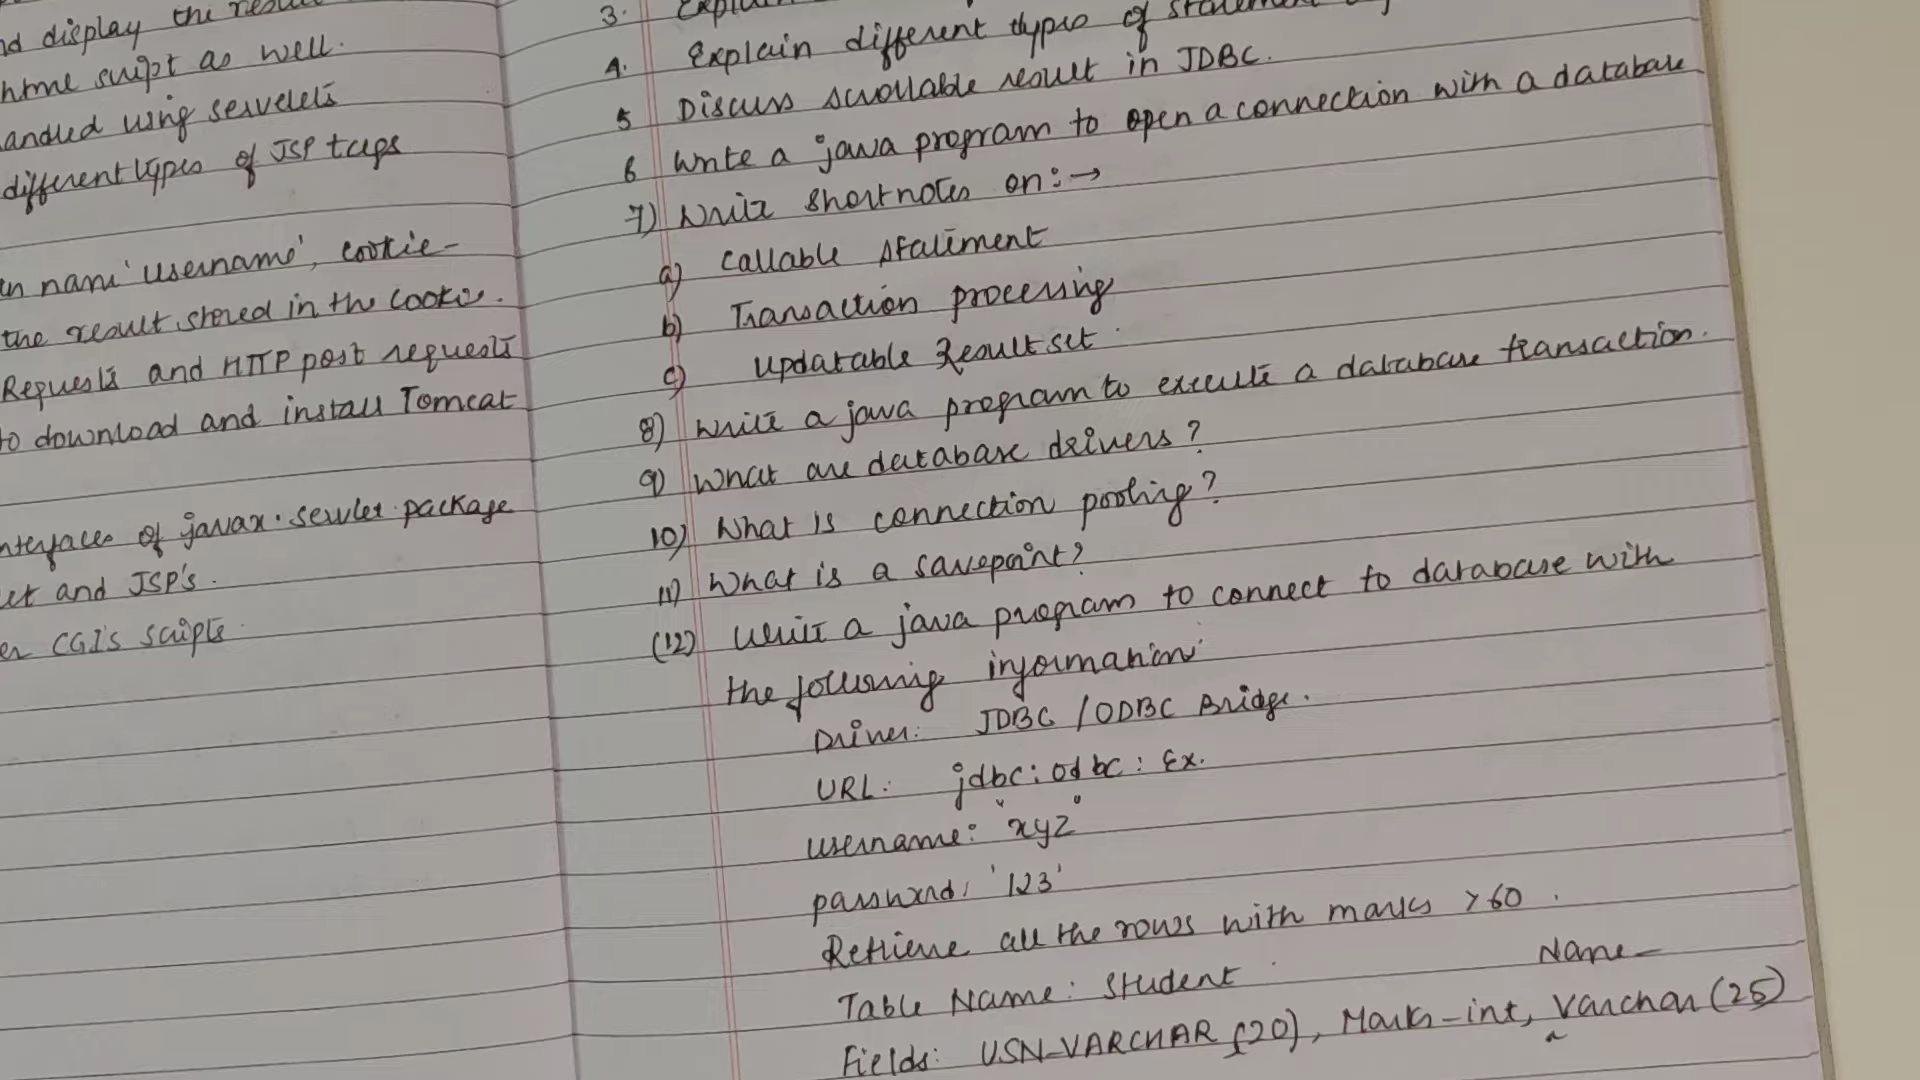 nd display the result
html script as well.
andled using servelets
different types of JSP tags
en name 'username', cookie-
the result stored in the cookie.
Requests and HTTP post requests
to download and install Tomcat
nterfaces of javax.servlet package
let and JSP's.
er CGI's scripts
3. Explain
4. Explain different types of statement
5 Discuss scrollable result in JDBC.
6 Write a java program to open a connection with a database
7) Write shortnotes on:→
a) Callable statement
b) Transaction processing
c) Updatable Resultset.
8) Write a java program to execute a database transaction.
9) What are database drivers?
10) What is connection pooling?
11) What is a savepoint?
(12) Write a java program to connect to database with
the following information
Driver: JDBC / ODBC Bridge.
URL: jdbc:odbc: Ex.
username: "xyz"
password: '123'
Retrieve all the rows with marks >60.
Table Name: Student.
Name-
Fields: USN-VARCHAR (20), Marks-int, Varchar (25)